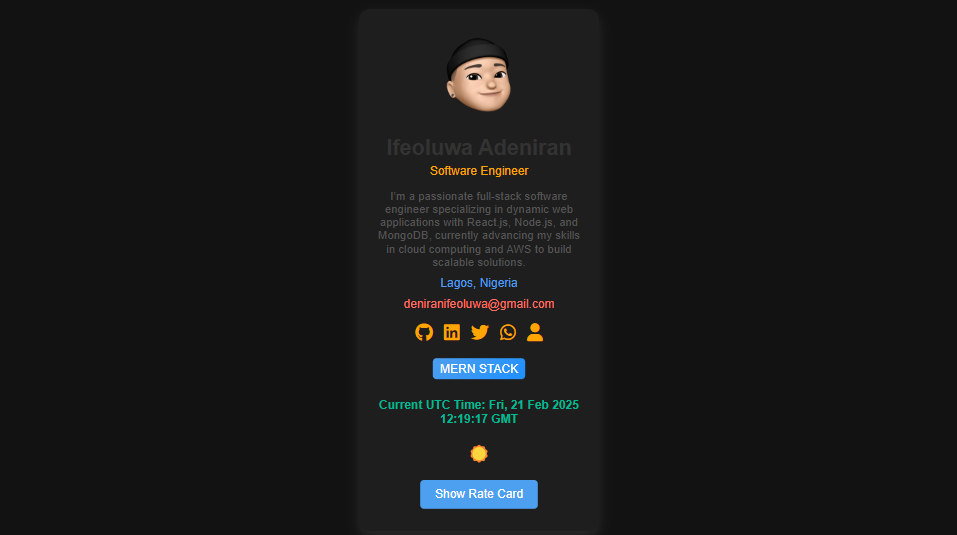 Ifeoluwa Adeniran
Software Engineer
I'm a passionate full-stack software
engineer specializing in dynamic web
applications with React.js, Node.js, and
MongoDB, currently advancing my skills
in cloud computing and AWS to build
scalable solutions.
Lagos, Nigeria
deniranifeoluwa@gmail.com
MERN STACK
Current UTC Time: Fri, 21 Feb 2025
12:19:17 GMT
Show Rate Card